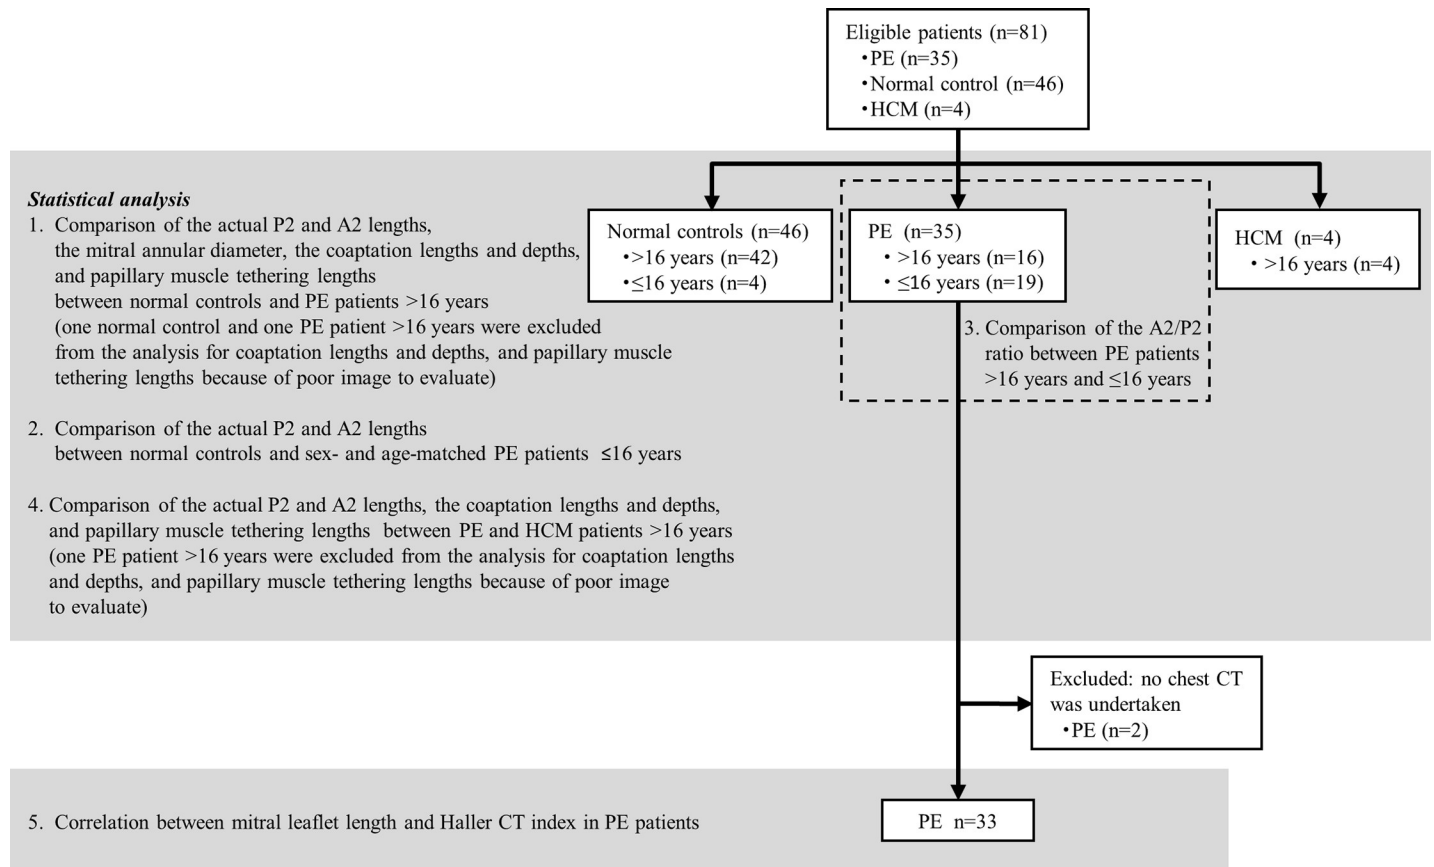 Eligible patients (n=81)
・PE (n=35)
・Normal control (n=46)
・HCM (n=4)
Normal controls (n=46)
・>16 years (n=42)
・≤16 years (n=4)
PE (n=35)
・ >16 years (n=16)
・ ≤16 years (n=19)
HCM (n=4)
・ >16 years (n=4)
Statistical analysis
1. Comparison of the actual P2 and A2 lengths,
the mitral annular diameter, the coaptation lengths and depths,
and papillary muscle tethering lengths
between normal controls and PE patients >16 years
(one normal control and one PE patient >16 years were excluded
from the analysis for coaptation lengths and depths, and papillary muscle
tethering lengths because of poor image to evaluate)
2. Comparison of the actual P2 and A2 lengths
between normal controls and sex- and age-matched PE patients ≤16 years
3. Comparison of the A2/P2
ratio between PE patients
>16 years and ≤16 years
4. Comparison of the actual P2 and A2 lengths, the coaptation lengths and depths,
and papillary muscle tethering lengths between PE and HCM patients >16 years
(one PE patient >16 years were excluded from the analysis for coaptation lengths
and depths, and papillary muscle tethering lengths because of poor image
to evaluate)
Excluded: no chest CT
was undertaken
・PE (n=2)
5. Correlation between mitral leaflet length and Haller CT index in PE patients
PE n=33